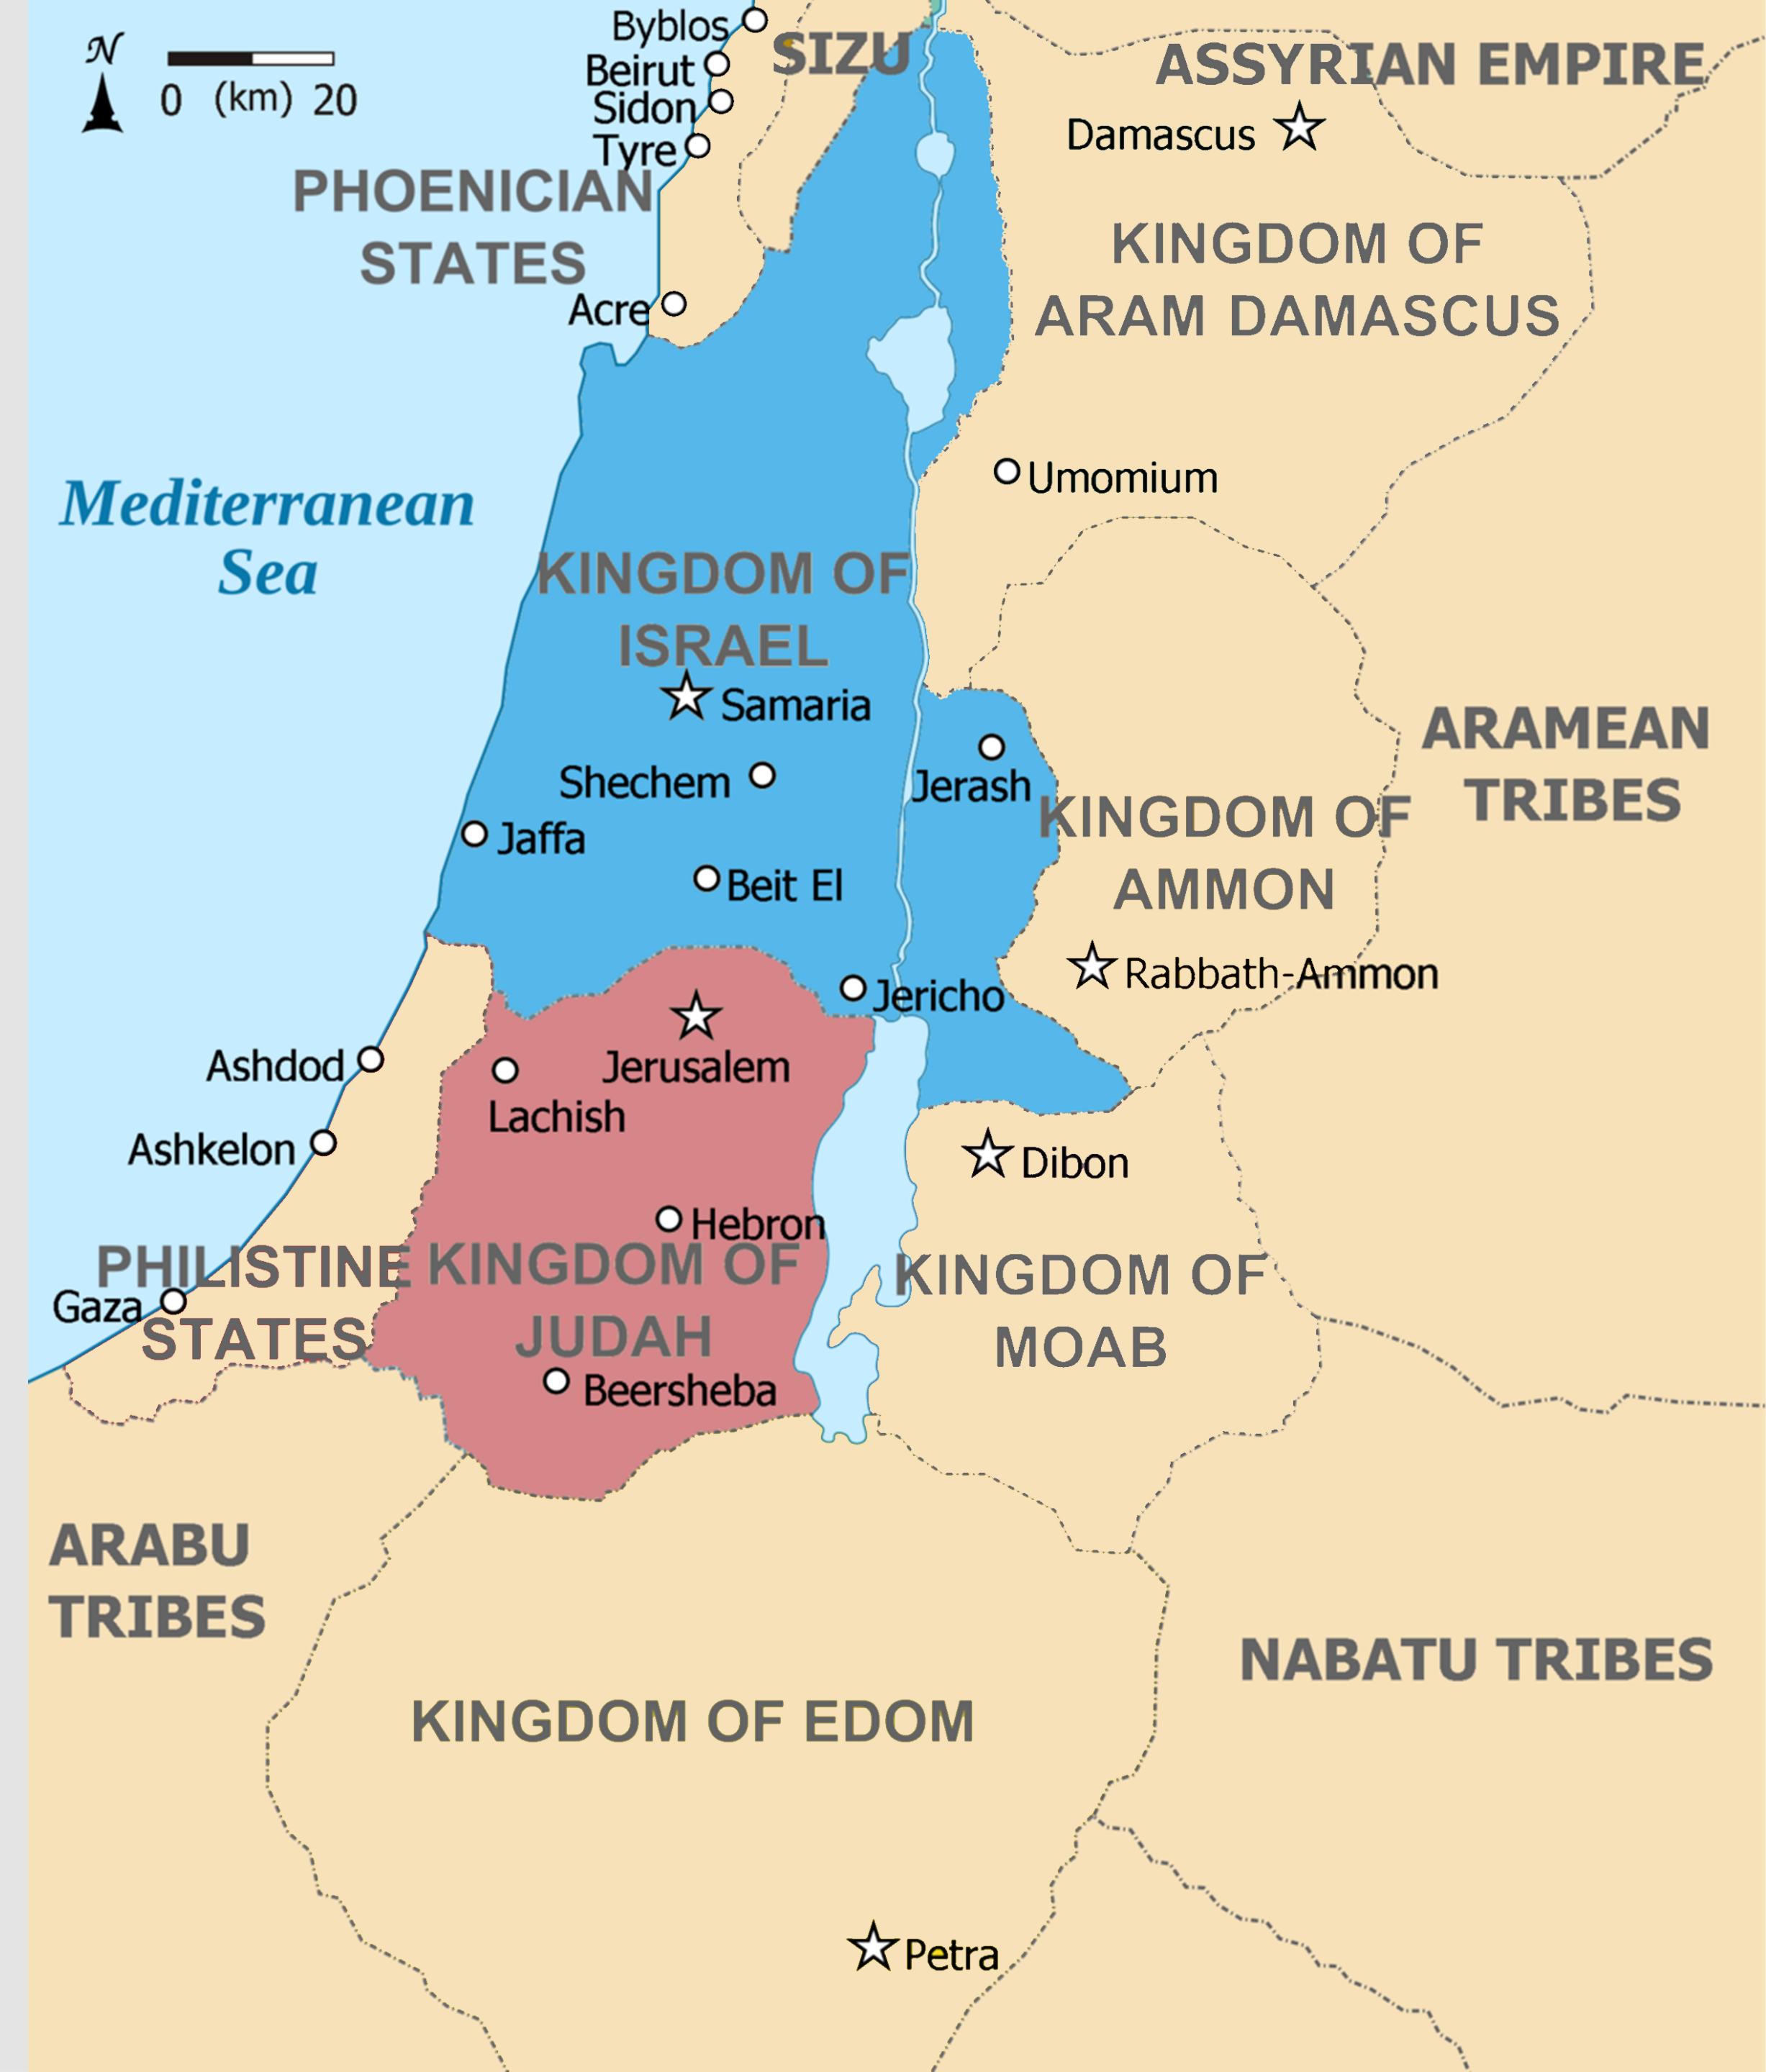 Byblos
N
SIZU
ASSYRIAN EMPIRE
Beirut
0 (km) 20
Sidon
Damascus
Tyre
PHOENICIAN
STATES
KINGDOM OF
ARAM DAMASCUS
Acre
Umomium
Mediterranean
Sea
KINGDOM OF
ISRAEL
Samaria
ARAMEAN
TRIBES
Shechem
Jerash
Jaffa
KINGDOM OF
AMMON
Beit El
Rabbath-Ammon
Jericho
Ashdod
Jerusalem
Lachish
Ashkelon
Dibon
Hebron
PHILISTINE
STATES
Gaza
KINGDOM OF
JUDAH
KINGDOM OF
MOAB
Beersheba
ARABU
TRIBES
NABATU TRIBES
KINGDOM OF EDOM
Petra